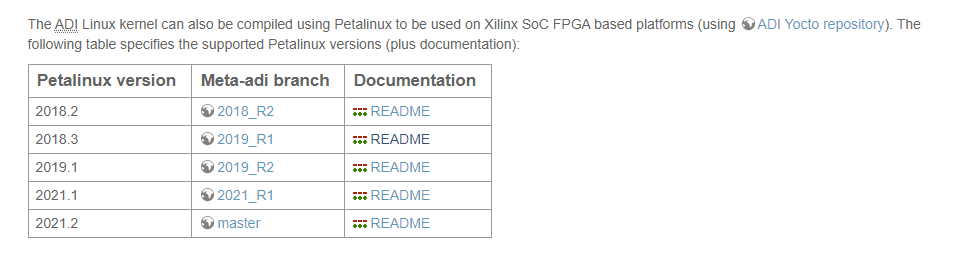 The ADI Linux kernel can also be compiled using Petalinux to be used on Xilinx SoC FPGA based platforms (using ADI Yocto repository). The
following table specifies the supported Petalinux versions (plus documentation):
Petalinux version Meta-adi branch Documentation
2018.2 2018_R2 README
2018.3 2019_R1 README
2019.1 2019_R2 README
2021.1 2021_R1 README
2021.2 master README